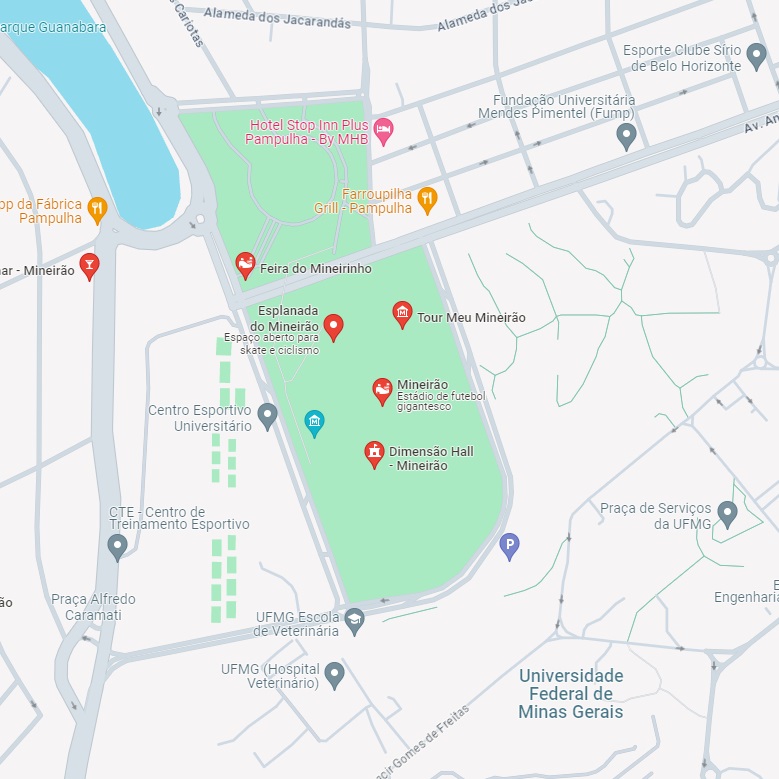 Parque Guanabara
Cariotas
Alameda dos Jacarandás
Alameda dos Jac
Esporte Clube Sírio
de Belo Horizonte
Fundação Universitária
Mendes Pimentel (Fump)
Av. An
Hotel Stop Inn Plus
Pampulha - By MHB
Farroupilha
Grill - Pampulha
pp da Fábrica
Pampulha
ar - Mineirão
Feira do Mineirinho
Esplanada
do Mineirão
Espaço aberto para
skate e ciclismo
Tour Meu Mineirão
Mineirão
Estádio de futebol
gigantesco
Centro Esportivo
Universitário
Dimensão Hall
- Mineirão
CTE - Centro de
Treinamento Esportivo
Praça de Serviços
da UFMG
P
Praça Alfredo
Caramati
ão
E
Engenharia
UFMG Escola
de Veterinária
UFMG (Hospital
Veterinário)
Universidade
Federal de
Minas Gerais
acir Gomes de Freitas